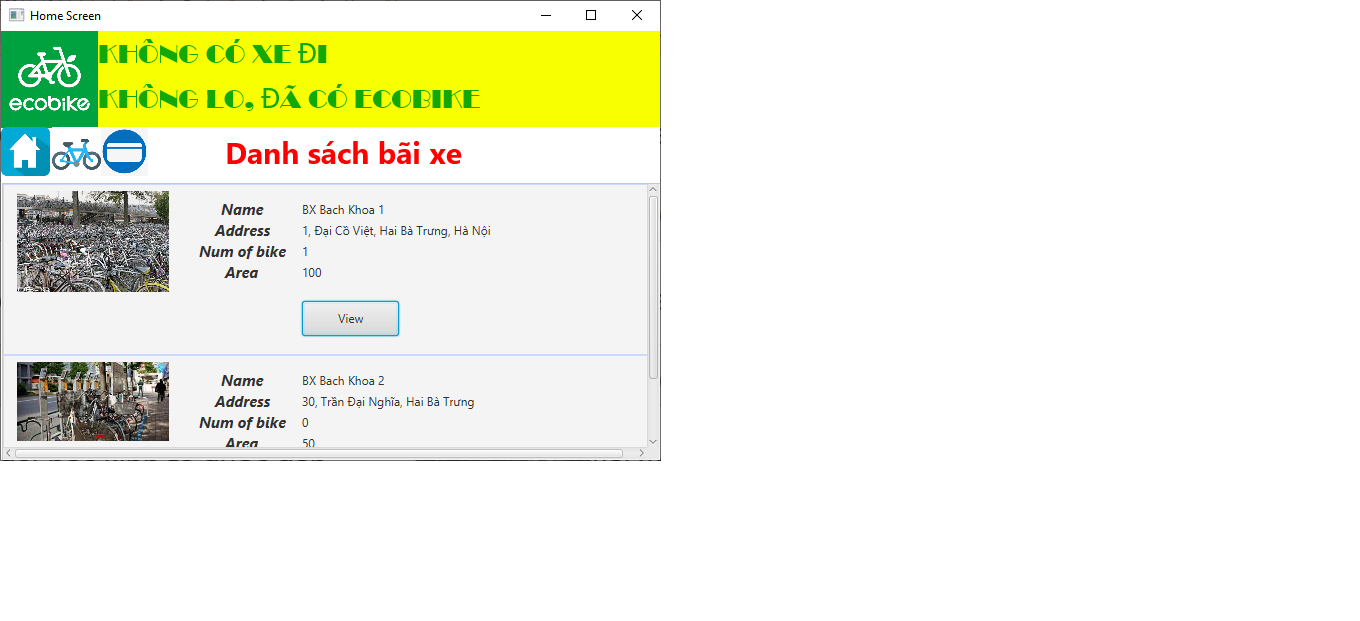 Home Screen
KHÔNG CÓ XE ĐI
ecobike
KHÔNG LO, ĐÃ CÓ ECOBIKE
Danh sách bãi xe
Name BX Bach Khoa 1
Address 1, Đại Cồ Việt, Hai Bà Trưng, Hà Nội
Num of bike 1
Area 100
View
Name BX Bach Khoa 2
Address 30, Trần Đại Nghĩa, Hai Bà Trưng
Num of bike 0
Area 50